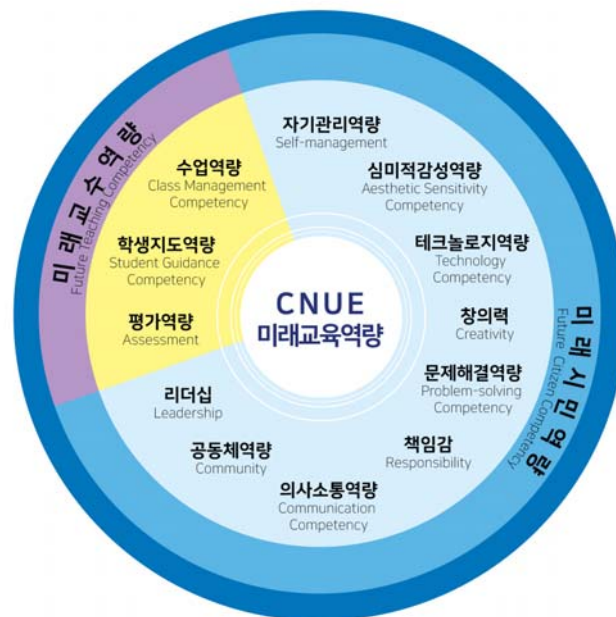 CNUE
미래교육역량
미래교수역량
Future Teaching Competency
수업역량
Class Management
Competency
학생지도역량
Student Guidance
Competency
평가역량
Assessment
미래시민역량
Future Citizen Competency
자기관리역량
Self-management
심미적감성역량
Aesthetic Sensitivity
Competency
테크놀로지역량
Technology
Competency
창의력
Creativity
문제해결역량
Problem-solving
Competency
책임감
Responsibility
의사소통역량
Communication
Competency
공동체역량
Community
리더십
Leadership